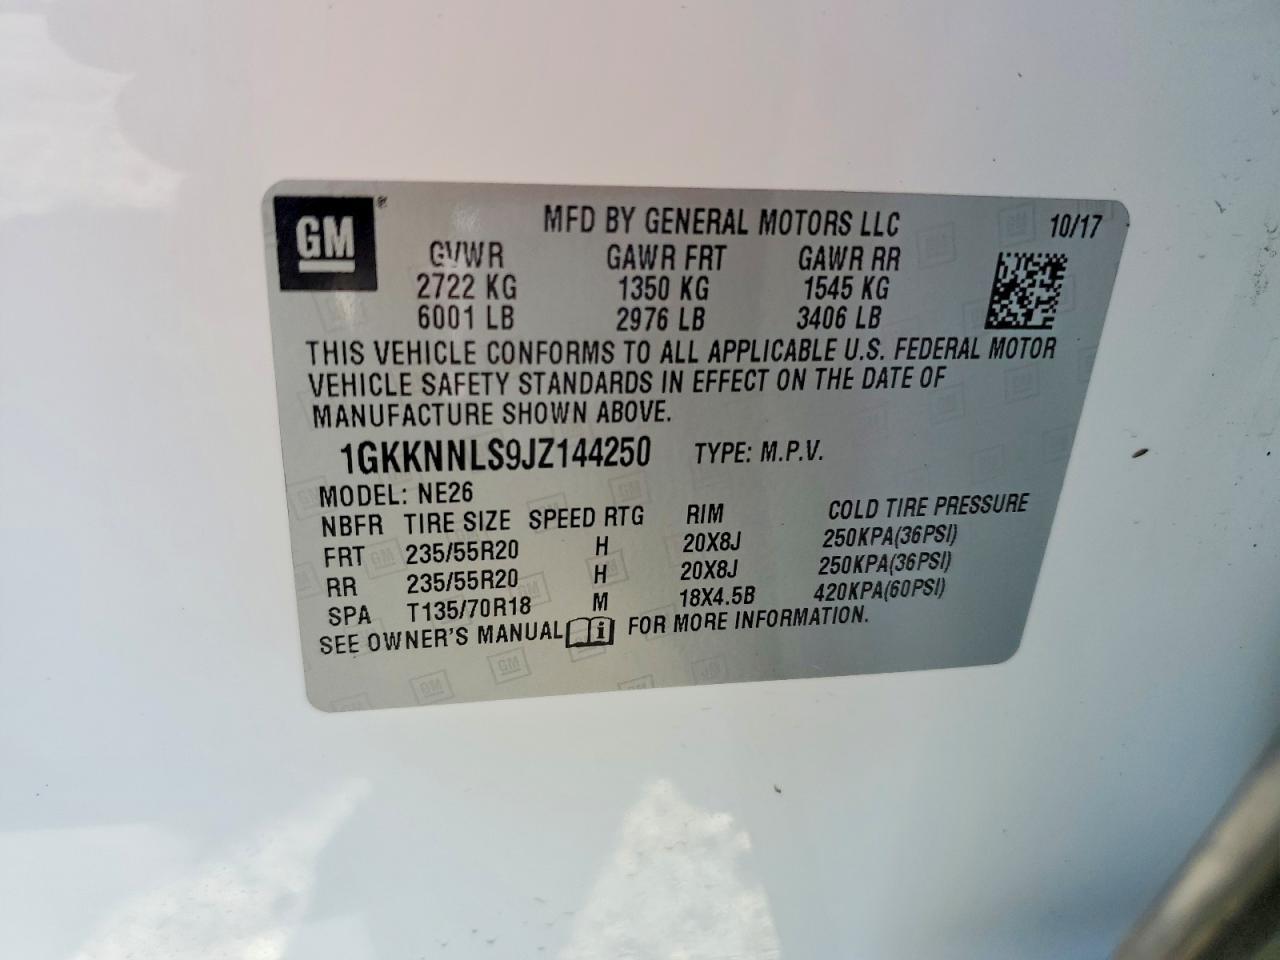 GM® MFD BY GENERAL MOTORS LLC 10/17
GVWR GAWR FRT GAWR RR
2722 KG 1350 KG 1545 KG
6001 LB 2976 LB 3406 LB
THIS VEHICLE CONFORMS TO ALL APPLICABLE U.S. FEDERAL MOTOR
VEHICLE SAFETY STANDARDS IN EFFECT ON THE DATE OF
MANUFACTURE SHOWN ABOVE.
1GKKNNLS9JZ144250 TYPE: M.P.V.
MODEL: NE26
NBFR TIRE SIZE SPEED RTG RIM COLD TIRE PRESSURE
FRT 235/55R20 H 20X8J 250KPA(36PSI)
RR 235/55R20 H 20X8J 250KPA(36PSI)
SPA T135/70R18 M 18X4.5B 420KPA(60PSI)
SEE OWNER'S MANUAL i FOR MORE INFORMATION.